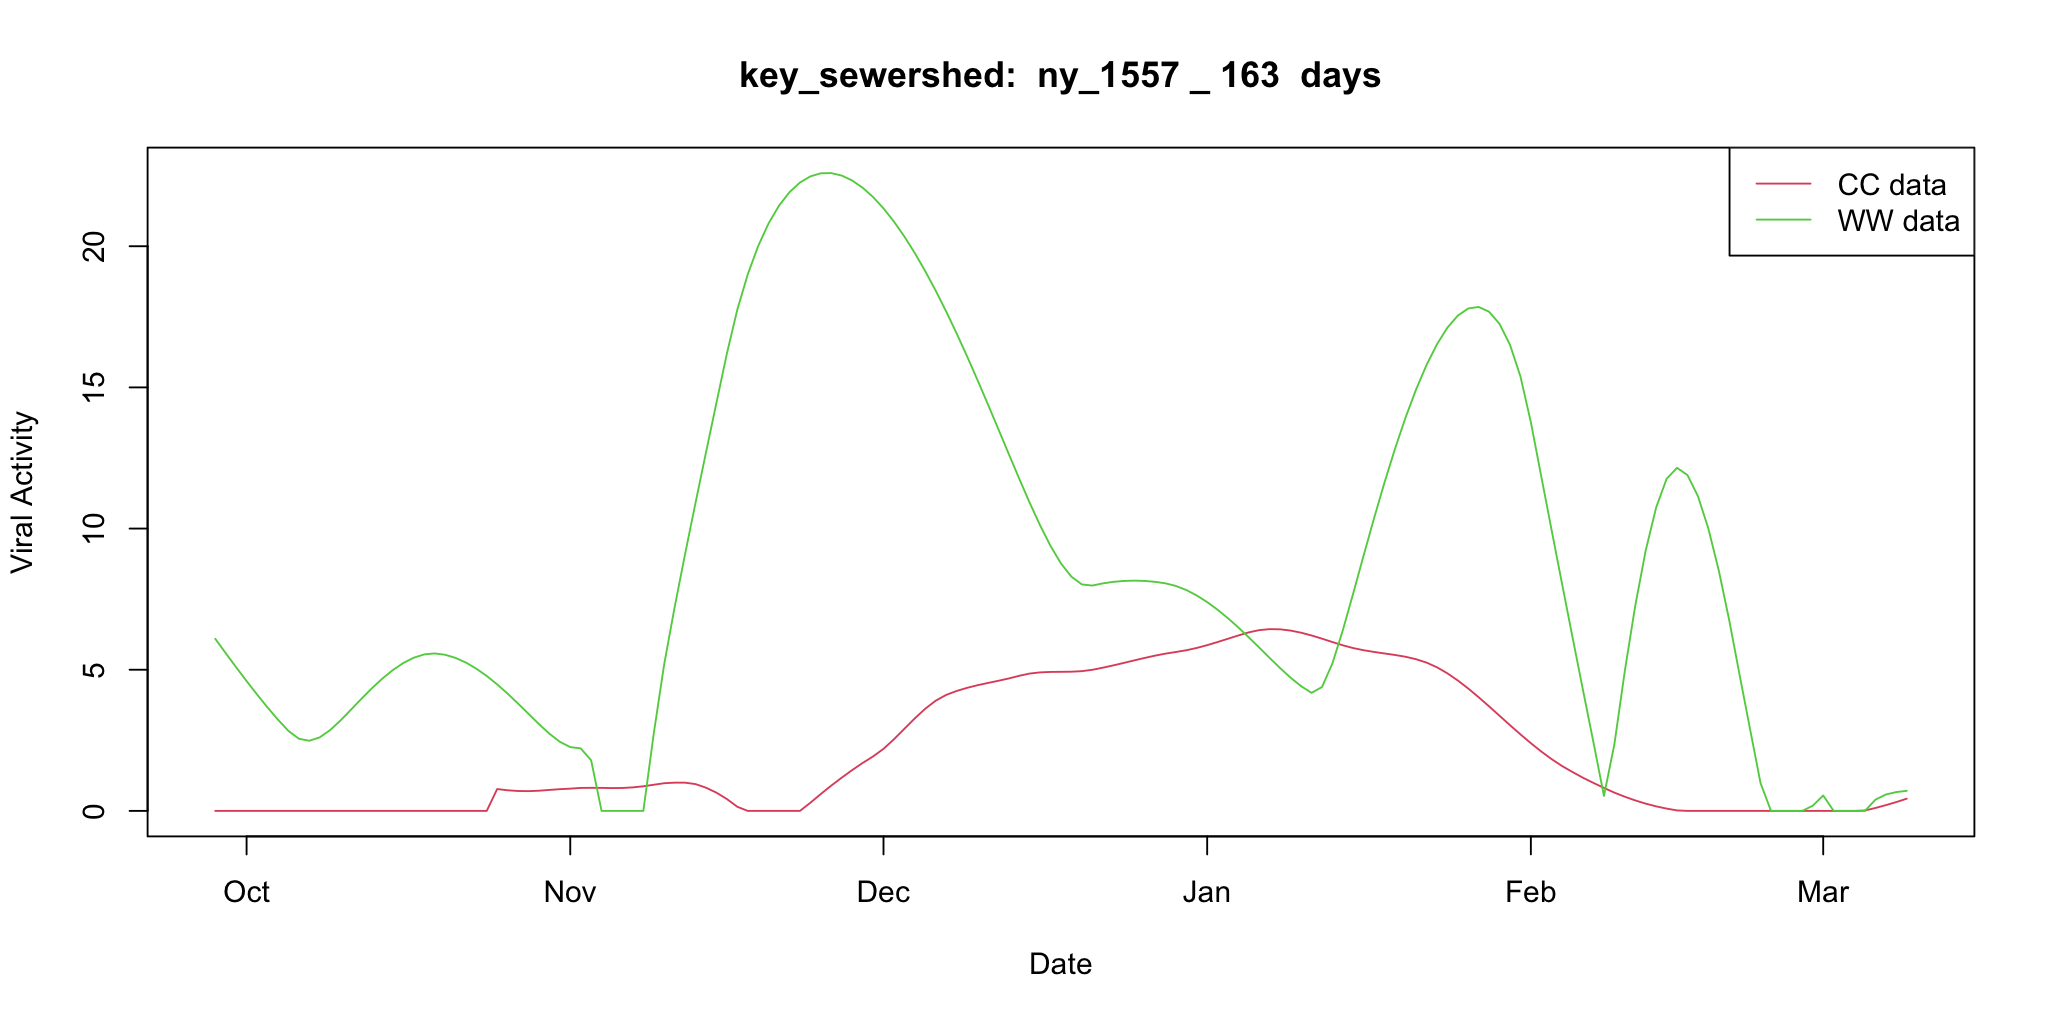 key_sewershed:  ny_1557 _ 163  days
CC data
WW data
Viral Activity
20
15
10
5
0
Oct
Nov
Dec
Jan
Feb
Mar
Date